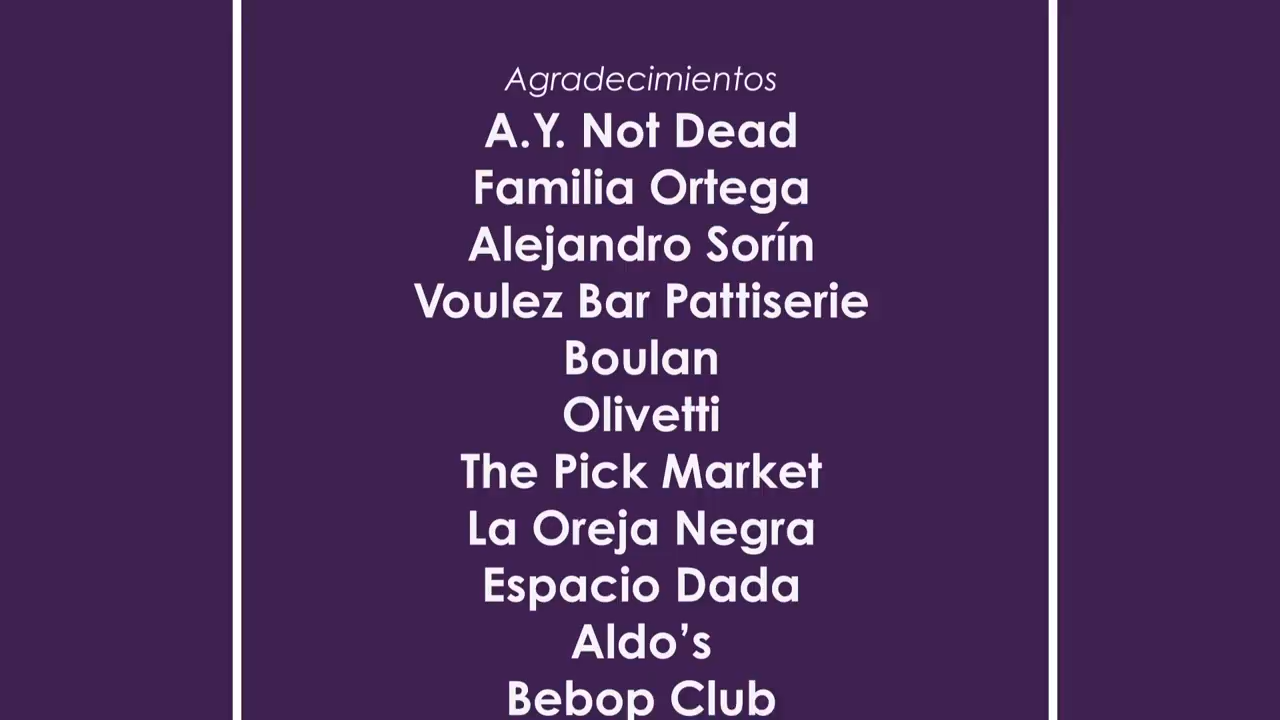 Agradecimientos
A.Y. Not Dead
Familia Ortega
Alejandro Sorín
Voulez Bar Pattiserie
Boulan
Olivetti
The Pick Market
La Oreja Negra
Espacio Dada
Aldo’s
Bebop Club